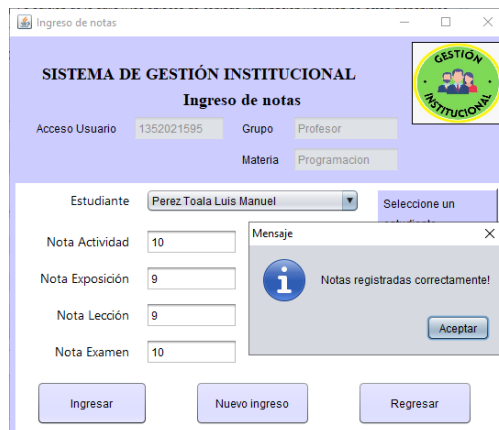 Ingreso de notas
SISTEMA DE GESTIÓN INSTITUCIONAL
Ingreso de notas
GESTIÓN
INSTITUCIONAL
Acceso Usuario 1352021595 Grupo Profesor
Materia Programacion
Estudiante Perez Toala Luis Manuel Seleccione un
Nota Actividad 10
Nota Exposición 9
Nota Lección 9
Nota Examen 10
Mensaje
Notas registradas correctamente!
Aceptar
Ingresar Nuevo ingreso Regresar